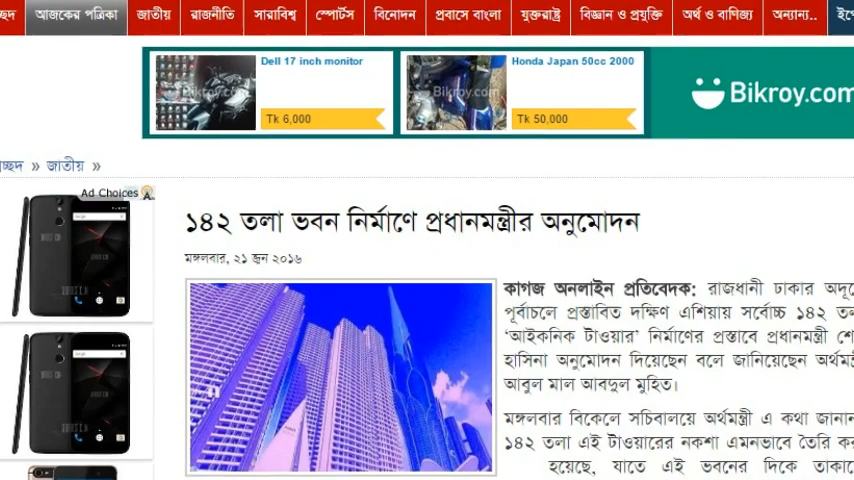 আজকের পত্রিকা জাতীয় রাজনীতি সারাবিশ্ব স্পোর্টস বিনোদন প্রবাসে বাংলা যুক্তরাষ্ট্র বিজ্ঞান ও প্রযুক্তি অর্থ ও বাণিজ্য অন্যান্য..
Dell 17 inch monitor
Tk 6,000
Honda Japan 50cc 2000
Tk 50,000
Bikroy.com
» জাতীয় »
Ad Choices
১৪২ তলা ভবন নির্মাণে প্রধানমন্ত্রীর অনুমোদন
মঙ্গলবার, ২১ জুন ২০১৬
কাগজ অনলাইন প্রতিবেদক: রাজধানী ঢাকার অদূরে
পূর্বাচলে প্রস্তাবিত দক্ষিণ এশিয়ায় সর্বোচ্চ ১৪২
‘আইকনিক টাওয়ার’ নির্মাণের প্রস্তাবে প্রধানমন্ত্রী
হাসিনা অনুমোদন দিয়েছেন বলে জানিয়েছেন
আবুল মাল আবদুল মুহিত।
মঙ্গলবার বিকেলে সচিবালয়ে অর্থমন্ত্রী এ কথা
১৪২ তলা এই টাওয়ারের নকশা এমনভাবে তৈরি
হয়েছে, যাতে এই ভবনের দিকে